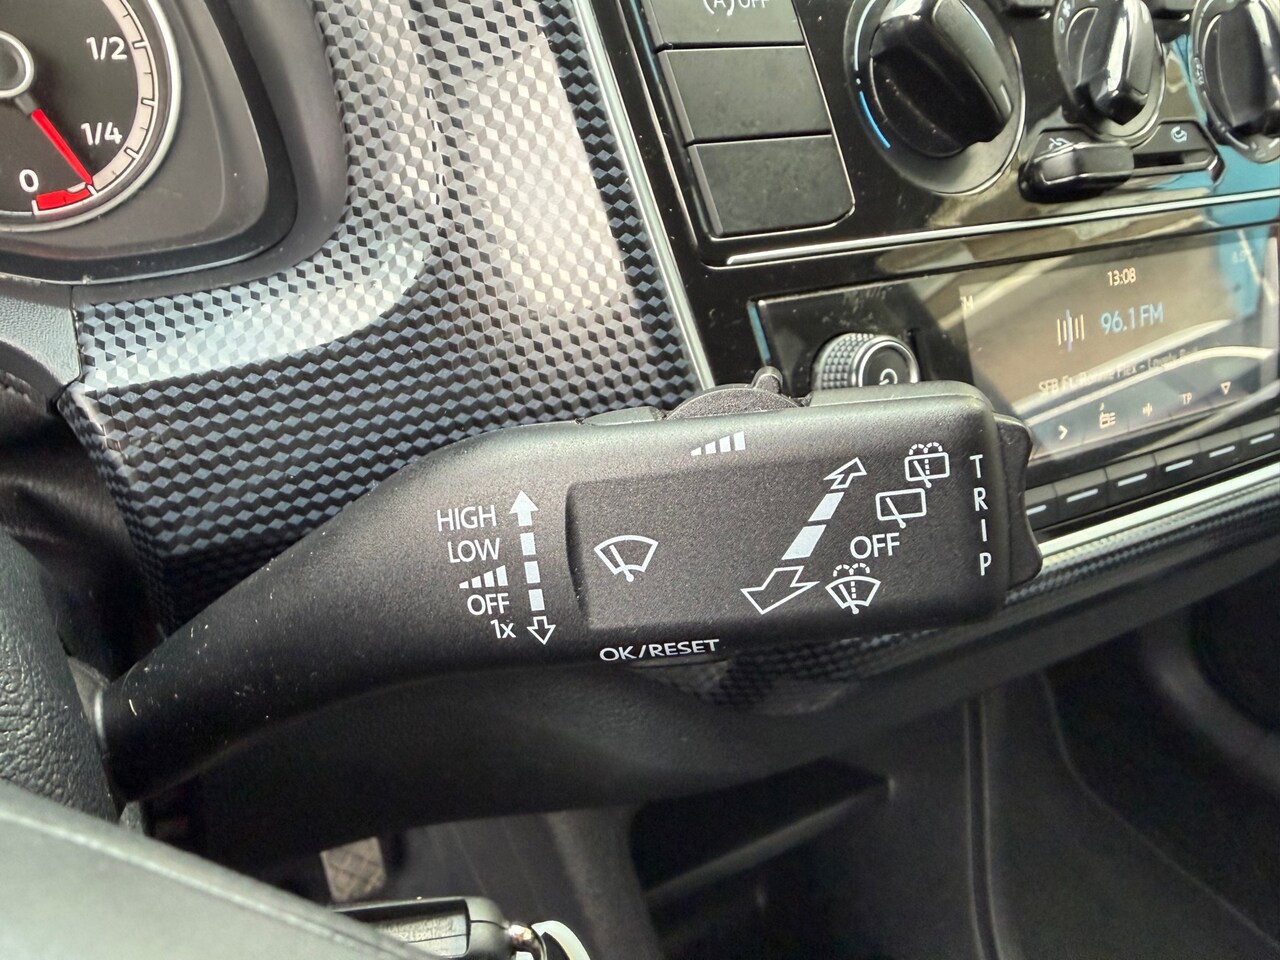 1/2
1/4
0
(A) OFF
13:08
96.1 FM
TP
HIGH
LOW
OFF
1x
OFF
TRIP
OK/RESET